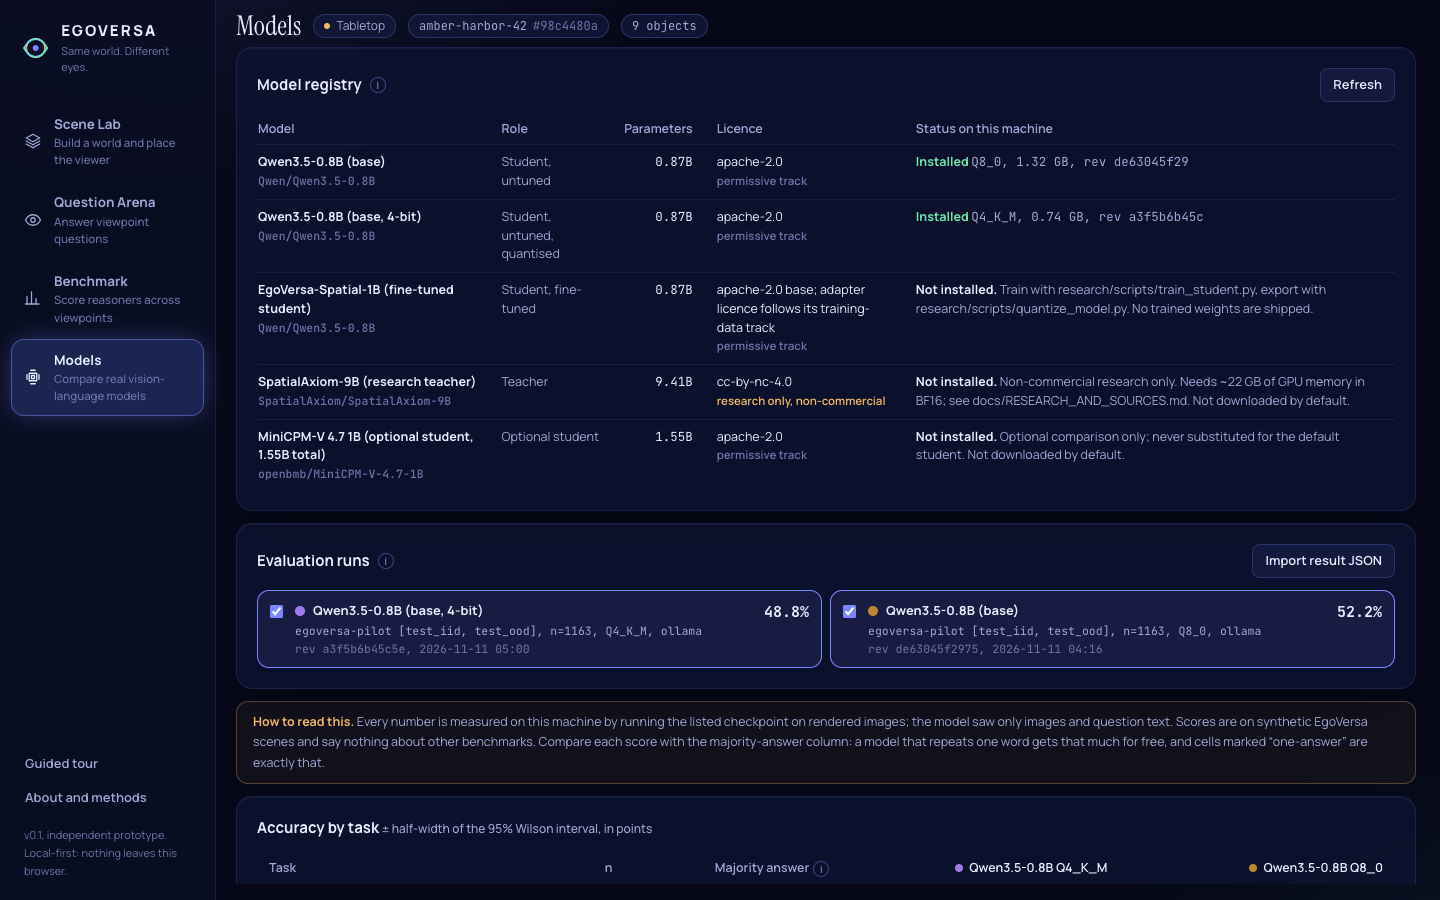 EGOVERSA
Same world. Different
eyes.
Scene Lab
Build a world and place
the viewer
Question Arena
Answer viewpoint
questions
Benchmark
Score reasoners across
viewpoints
Models
Compare real vision-
language models
Guided tour
About and methods
v0.1, independent prototype.
Local-first: nothing leaves this
browser.
Models
Tabletop
amber-harbor-42 #98c4480a
9 objects
Model registry
Refresh
Model Role Parameters Licence Status on this machine
Qwen3.5-0.8B (base)
Qwen/Qwen3.5-0.8B
Student,
untuned
0.87B
apache-2.0
permissive track
Installed Q8_0, 1.32 GB, rev de63045f29
Qwen3.5-0.8B (base, 4-bit)
Qwen/Qwen3.5-0.8B
Student,
untuned,
quantised
0.87B
apache-2.0
permissive track
Installed Q4_K_M, 0.74 GB, rev a3f5b6b45c
EgoVersa-Spatial-1B (fine-tuned
student)
Qwen/Qwen3.5-0.8B
Student, fine-
tuned
0.87B
apache-2.0 base; adapter
licence follows its training-
data track
permissive track
Not installed. Train with research/scripts/train_student.py, export with
research/scripts/quantize_model.py. No trained weights are shipped.
SpatialAxiom-9B (research teacher)
SpatialAxiom/SpatialAxiom-9B
Teacher
9.41B
cc-by-nc-4.0
research only, non-commercial
Not installed. Non-commercial research only. Needs ~22 GB of GPU memory in
BF16; see docs/RESEARCH_AND_SOURCES.md. Not downloaded by default.
MiniCPM-V 4.7 1B (optional student,
1.55B total)
openbmb/MiniCPM-V-4.7-1B
Optional student
1.55B
apache-2.0
permissive track
Not installed. Optional comparison only; never substituted for the default
student. Not downloaded by default.
Evaluation runs
Import result JSON
Qwen3.5-0.8B (base, 4-bit) 48.8%
egoversa-pilot [test_iid, test_ood], n=1163, Q4_K_M, ollama
rev a3f5b6b45c5e, 2026-11-11 05:00
Qwen3.5-0.8B (base) 52.2%
egoversa-pilot [test_iid, test_ood], n=1163, Q8_0, ollama
rev de63045f2975, 2026-11-11 04:16
How to read this. Every number is measured on this machine by running the listed checkpoint on rendered images; the model saw only images and question text. Scores are on synthetic EgoVersa
scenes and say nothing about other benchmarks. Compare each score with the majority-answer column: a model that repeats one word gets that much for free, and cells marked “one-answer” are
exactly that.
Accuracy by task ± half-width of the 95% Wilson interval, in points
Task n Majority answer Qwen3.5-0.8B Q4_K_M Qwen3.5-0.8B Q8_0